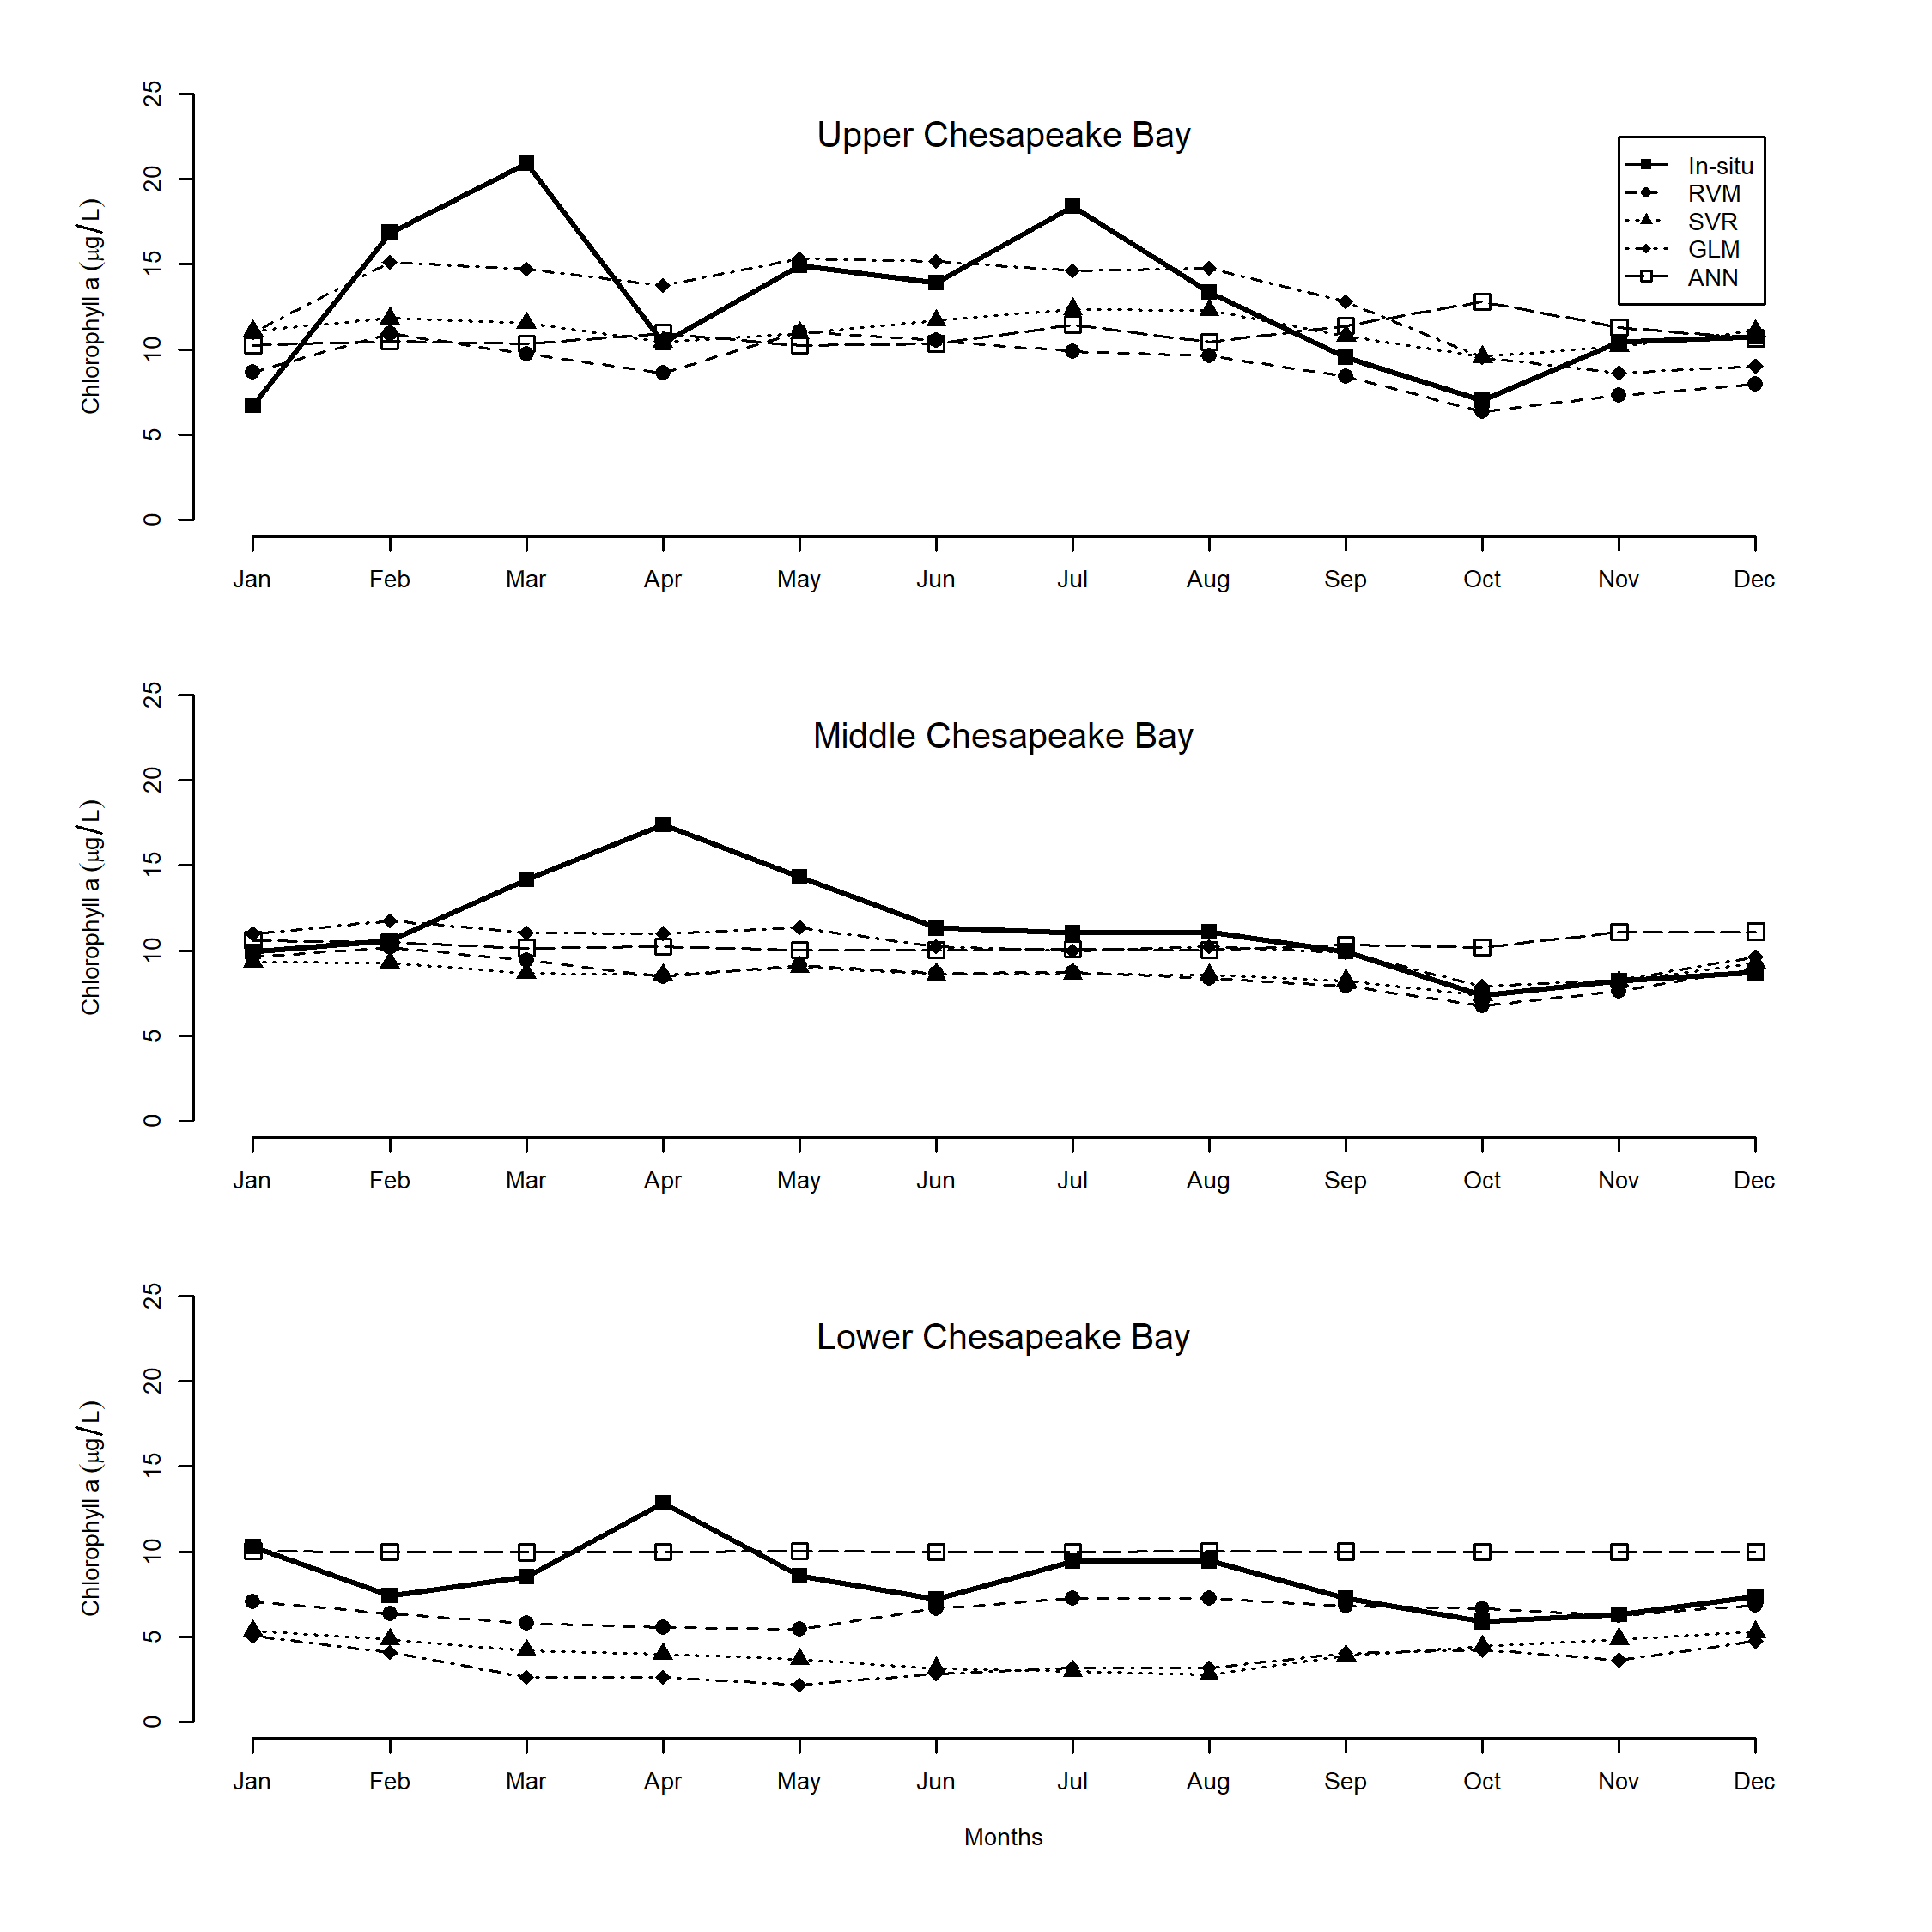 Upper Chesapeake Bay
Chlorophyll a (μg/L)
25
20
15
10
5
0
In-situ
RVM
SVR
GLM
ANN
Jan Feb Mar Apr May Jun Jul Aug Sep Oct Nov Dec
Middle Chesapeake Bay
Chlorophyll a (μg/L)
25
20
15
10
5
0
Jan Feb Mar Apr May Jun Jul Aug Sep Oct Nov Dec
Lower Chesapeake Bay
Chlorophyll a (μg/L)
25
20
15
10
5
0
Jan Feb Mar Apr May Jun Jul Aug Sep Oct Nov Dec
Months